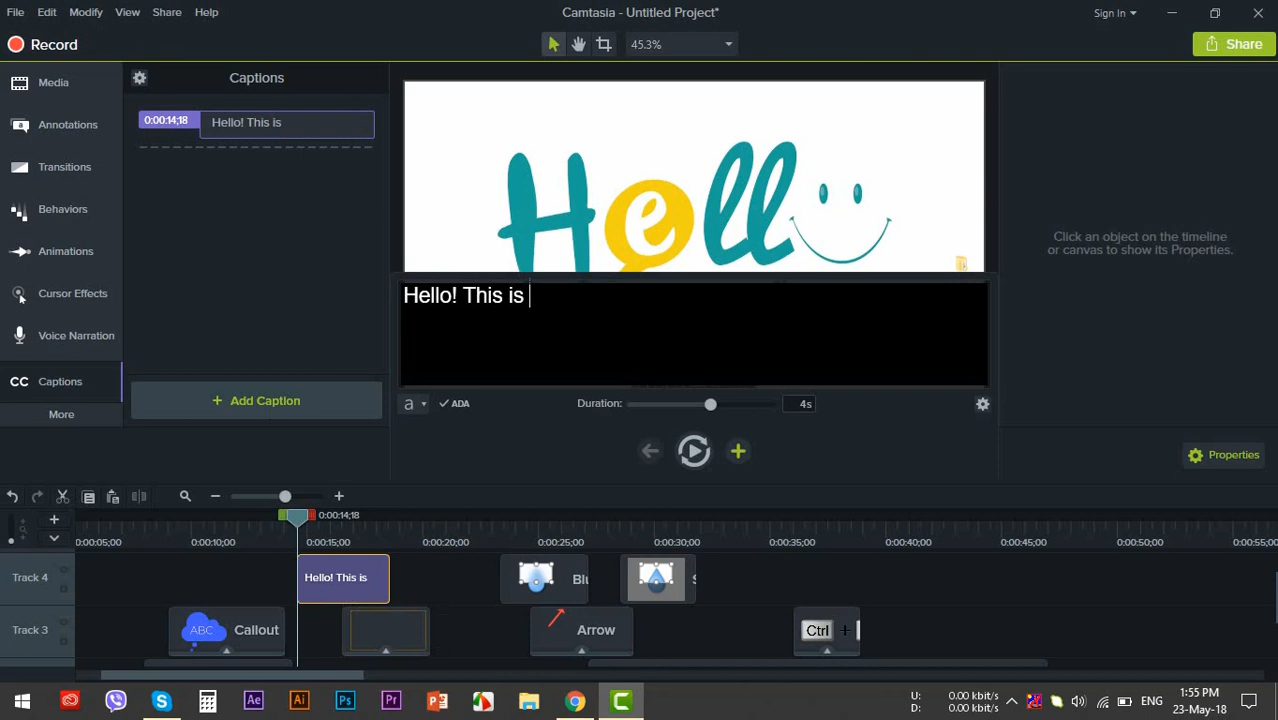 File Edit Modify View Share Help
Camtasia - Untitled Project*
Sign In
Record
45.3%
Share
Media
Annotations
Transitions
Behaviors
Animations
Cursor Effects
Voice Narration
CC Captions
More
Captions
0:00:14;18 Hello! This is
+ Add Caption
Hell
Hello! This is
a ADA Duration: 4s
Click an object on the timeline
or canvas to show its Properties.
Properties
0:00:14;18
0:00:05;00 0:00:10;00 0:00:15;00 0:00:20;00 0:00:25;00 0:00:30;00 0:00:35;00 0:00:40;00 0:00:45;00 0:00:50;00 0:00:55;00
Track 4 Hello! This is Blu S
Track 3 ABC Callout Arrow Ctrl +
Ae Ai Ps Pr
U: 0.00 kbit/s
D: 0.00 kbit/s
ENG
1:55 PM
23-May-18